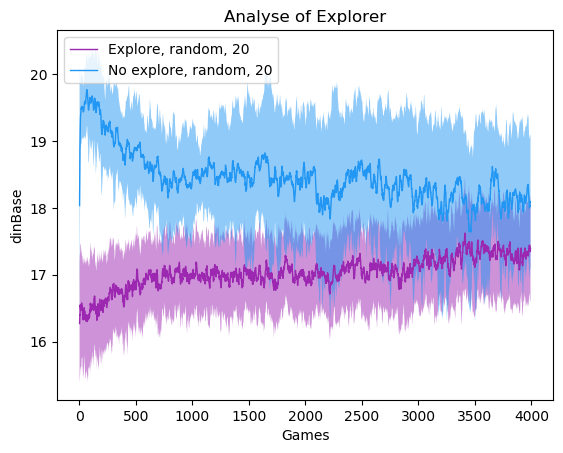 Analyse of Explorer
Explore, random, 20
No explore, random, 20
dinBase
20
19
18
17
16
0 500 1000 1500 2000 2500 3000 3500 4000
Games